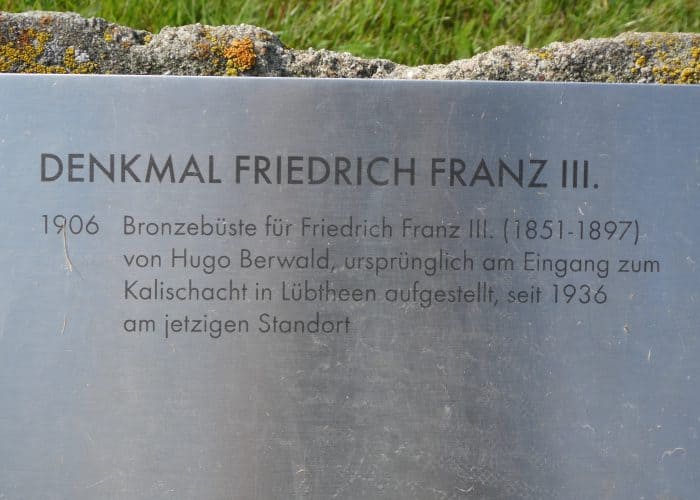 DENKMAL FRIEDRICH FRANZ III.
1906 Bronzebüste für Friedrich Franz III. (1851-1897)
von Hugo Berwald, ursprünglich am Eingang zum
Kalischacht in Lübtheen aufgestellt, seit 1936
am jetzigen Standort